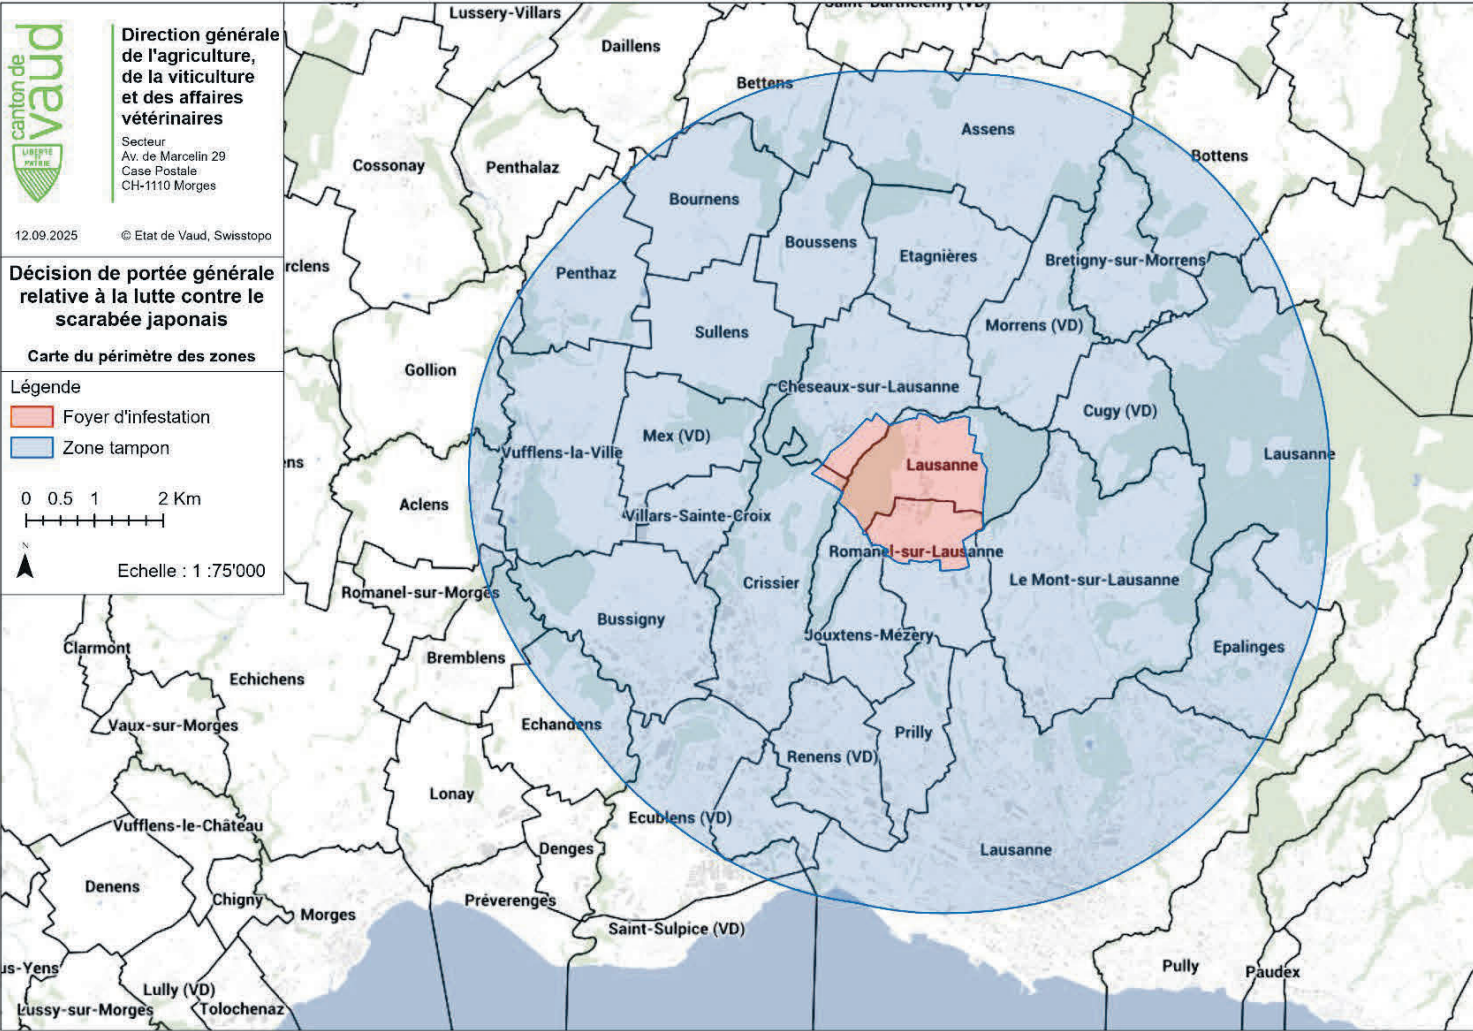 canton de
vaud
LIBERTÉ
ET
PATRIE
Direction générale
de l'agriculture,
de la viticulture
et des affaires
vétérinaires
Secteur
Av. de Marcelin 29
Case Postale
CH-1110 Morges
12.09.2025
© Etat de Vaud, Swisstopo
Décision de portée générale
relative à la lutte contre le
scarabée japonais
Carte du périmètre des zones
Légende
Foyer d'infestation
Zone tampon
0 0.5 1 2 Km
N
Echelle : 1 :75'000
Lussery-Villars
Saint-Barthélemy (VD)
Daillens
Bettens
Assens
Bottens
Cossonay
Penthalaz
Bournens
Boussens
Etagnières
Bretigny-sur-Morrens
rclens
Penthaz
Sullens
Morrens (VD)
Gollion
Cheseaux-sur-Lausanne
Cugy (VD)
Mex (VD)
Vufflens-la-Ville
Lausanne
Lausanne
ens
Aclens
Villars-Sainte-Croix
Romanel-sur-Lausanne
Crissier
Le Mont-sur-Lausanne
Romanel-sur-Morges
Bussigny
Jouxtens-Mézery
Epalinges
Clarmont
Bremblens
Echichens
Vaux-sur-Morges
Echandens
Prilly
Renens (VD)
Lonay
Ecublens (VD)
Vufflens-le-Château
Denges
Lausanne
Denens
Chigny
Morges
Préverenges
Saint-Sulpice (VD)
us-Yens
Pully
Paudex
Lully (VD)
Lussy-sur-Morges
Tolochenaz